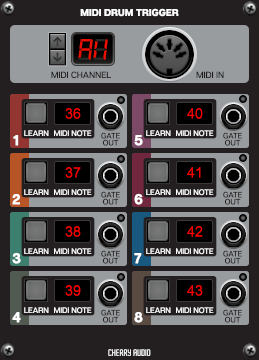 MIDI DRUM TRIGGER
All
MIDI CHANNEL MIDI IN
36 40
1 LEARN MIDI NOTE GATE OUT 5 LEARN MIDI NOTE GATE OUT
37 41
2 LEARN MIDI NOTE GATE OUT 6 LEARN MIDI NOTE GATE OUT
38 42
3 LEARN MIDI NOTE GATE OUT 7 LEARN MIDI NOTE GATE OUT
39 43
4 LEARN MIDI NOTE GATE OUT 8 LEARN MIDI NOTE GATE OUT
CHERRY AUDIO